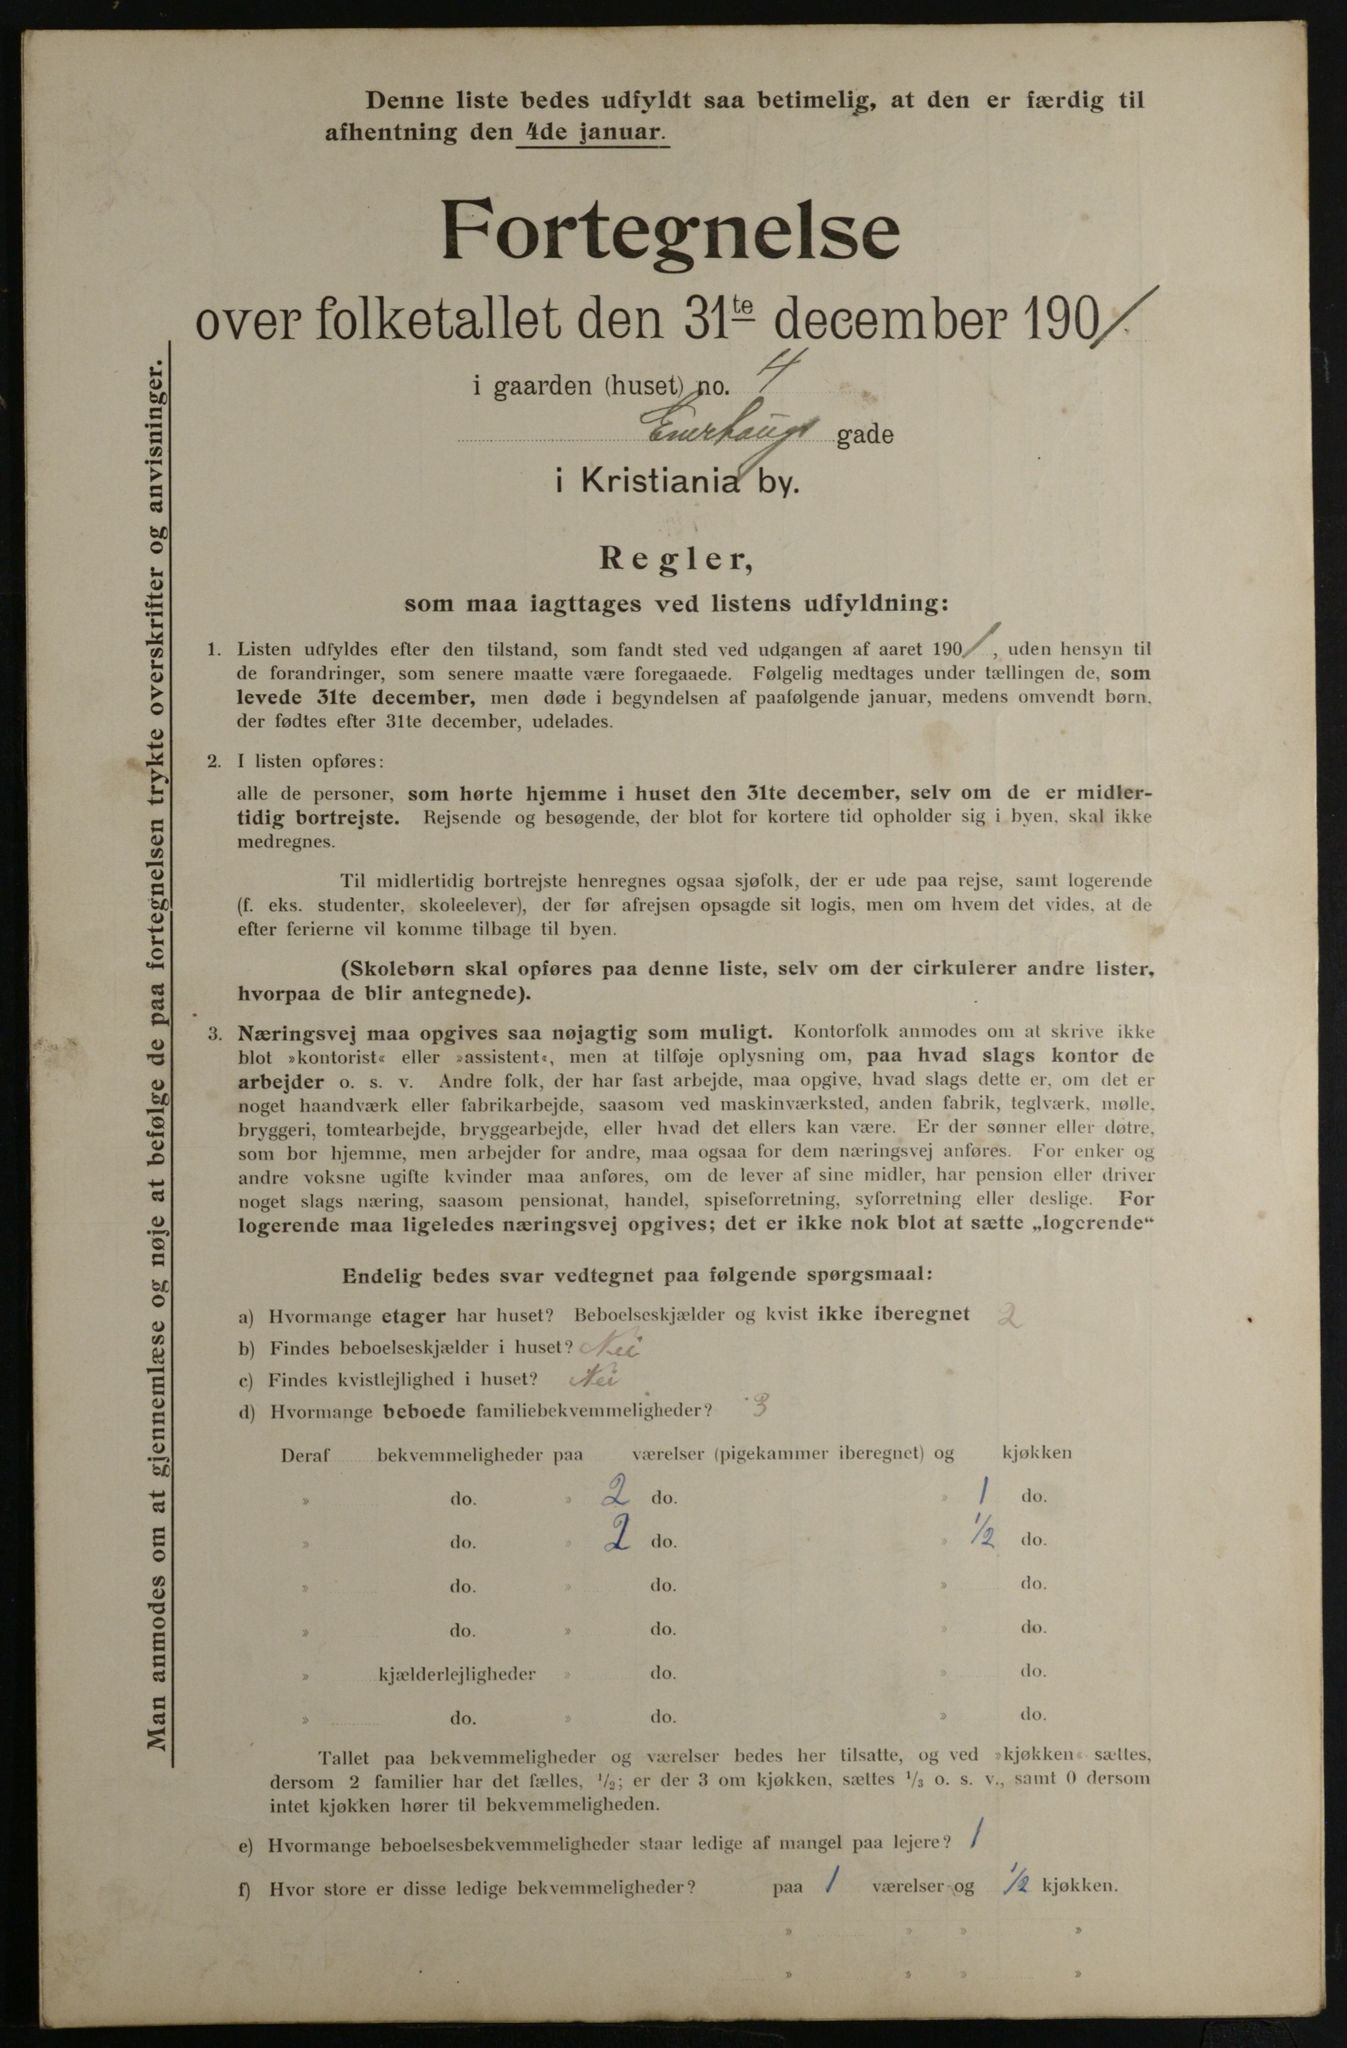 Denne liste bedes udfyldt saa betimelig, at den er færdig til
afhentning den 4de januar.
Fortegnelse
over folketallet den 31te december 1901.
i gaarden (huset) no. 4
Enerhaugs gade
i Kristiania by.
Regler,
som maa iagttages ved listens udfyldning:
1. Listen udfyldes efter den tilstand, som fandt sted ved udgangen af aaret 1901, uden hensyn til
de forandringer, som senere maatte være foregaaede. Følgelig medtages under tællingen de, som
levede 31te december, men døde i begyndelsen af paafølgende januar, medens omvendt børn,
der fødtes efter 31te december, udelades.
2. I listen opføres:
alle de personer, som hørte hjemme i huset den 31te december, selv om de er midler-
tidig bortrejste. Rejsende og besøgende, der blot for kortere tid opholder sig i byen, skal ikke
medregnes.
Til midlertidig bortrejste henregnes ogsaa sjøfolk, der er ude paa rejse, samt logerende
(f. eks. studenter, skoleelever), der før afrejsen opsagde sit logis, men om hvem det vides, at de
efter ferierne vil komme tilbage til byen.
(Skolebørn skal opføres paa denne liste, selv om der cirkulerer andre lister,
hvorpaa de blir antegnede).
3. Næringsvej maa opgives saa nøjagtig som muligt. Kontorfolk anmodes om at skrive ikke
blot »kontorist« eller »assistent«, men at tilføje oplysning om, paa hvad slags kontor de
arbejder o. s. v. Andre folk, der har fast arbejde, maa opgive, hvad slags dette er, om det er
noget haandværk eller fabrikarbejde, saasom ved maskinværksted, anden fabrik, teglværk, mølle,
bryggeri, tomtearbejde, bryggearbejde, eller hvad det ellers kan være. Er der sønner eller døtre,
som bor hjemme, men arbejder for andre, maa ogsaa for dem næringsvej anføres. For enker og
andre voksne ugifte kvinder maa anføres, om de lever af sine midler, har pension eller driver
noget slags næring, saasom pensionat, handel, spiseforretning, syforretning eller deslige. For
logerende maa ligeledes næringsvej opgives; det er ikke nok blot at sætte „logerende“
Endelig bedes svar vedtegnet paa følgende spørgsmaal:
a) Hvormange etager har huset? Beboelseskjælder og kvist ikke iberegnet 2
b) Findes beboelseskjælder i huset? Nei
c) Findes kvistlejlighed i huset? Nei
d) Hvormange beboede familiebekvemmeligheder? 3
Deraf bekvemmeligheder paa værelser (pigekammer iberegnet) og kjøkken
» do. » 2 do. » 1 do.
» do. » 2 do. » 1/2 do.
» do. » do. » do.
» do. » do. » do.
» kjælderlejligheder » do. » do.
» do. » do. » do.
Tallet paa bekvemmeligheder og værelser bedes her tilsatte, og ved »kjøkken« sættes,
dersom 2 familier har det fælles, 1/2; er der 3 om kjøkken, sættes 1/3 o. s. v., samt 0 dersom
intet kjøkken hører til bekvemmeligheden.
e) Hvormange beboelsesbekvemmeligheder staar ledige af mangel paa lejere? 1
f) Hvor store er disse ledige bekvemmeligheder? paa 1 værelser og 1/2 kjøkken.
» » » »
» » » »
Man anmodes om at gjennemlæse og nøje at befølge de paa fortegnelsen trykte overskrifter og anvisninger.